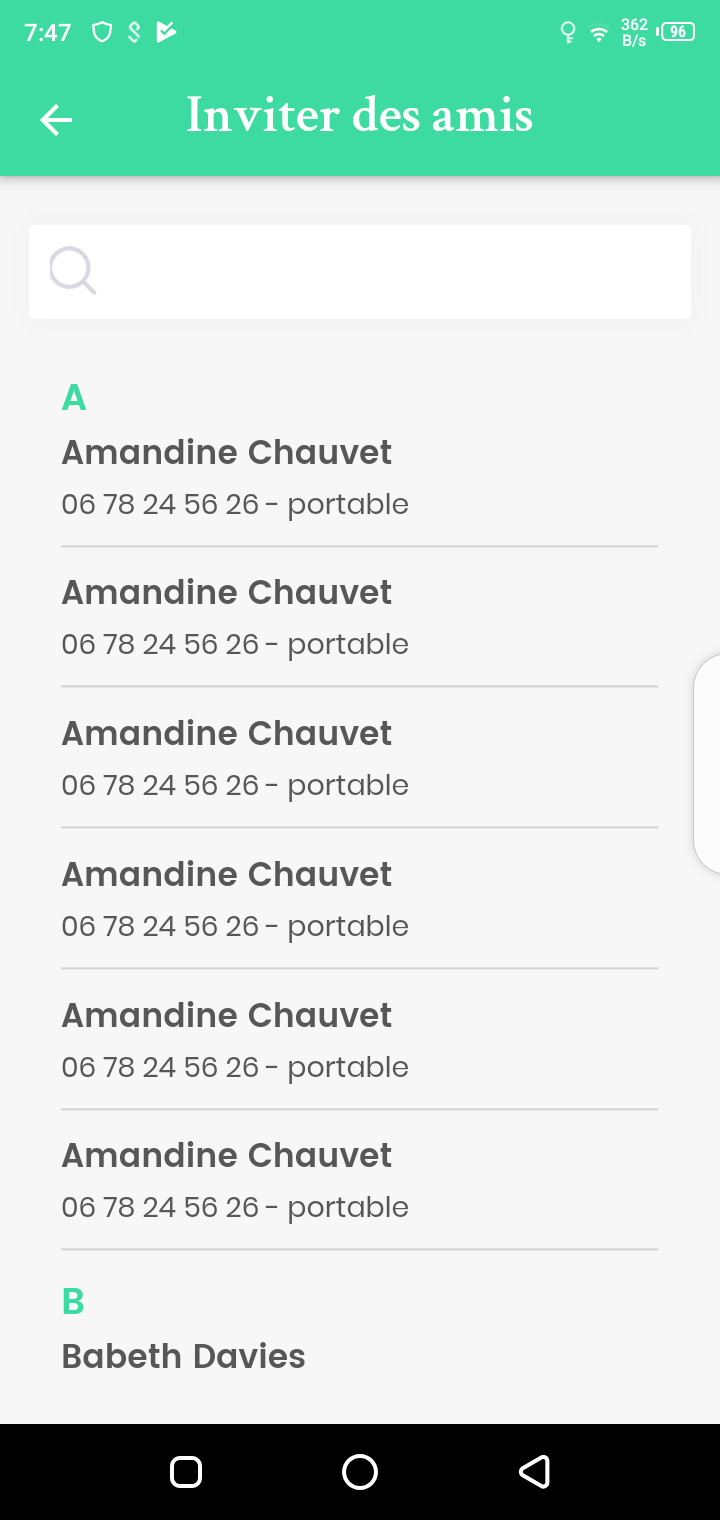 7:47
362
B/s
96
Inviter des amis
A
Amandine Chauvet
06 78 24 56 26 - portable
Amandine Chauvet
06 78 24 56 26 - portable
Amandine Chauvet
06 78 24 56 26 - portable
Amandine Chauvet
06 78 24 56 26 - portable
Amandine Chauvet
06 78 24 56 26 - portable
Amandine Chauvet
06 78 24 56 26 - portable
B
Babeth Davies